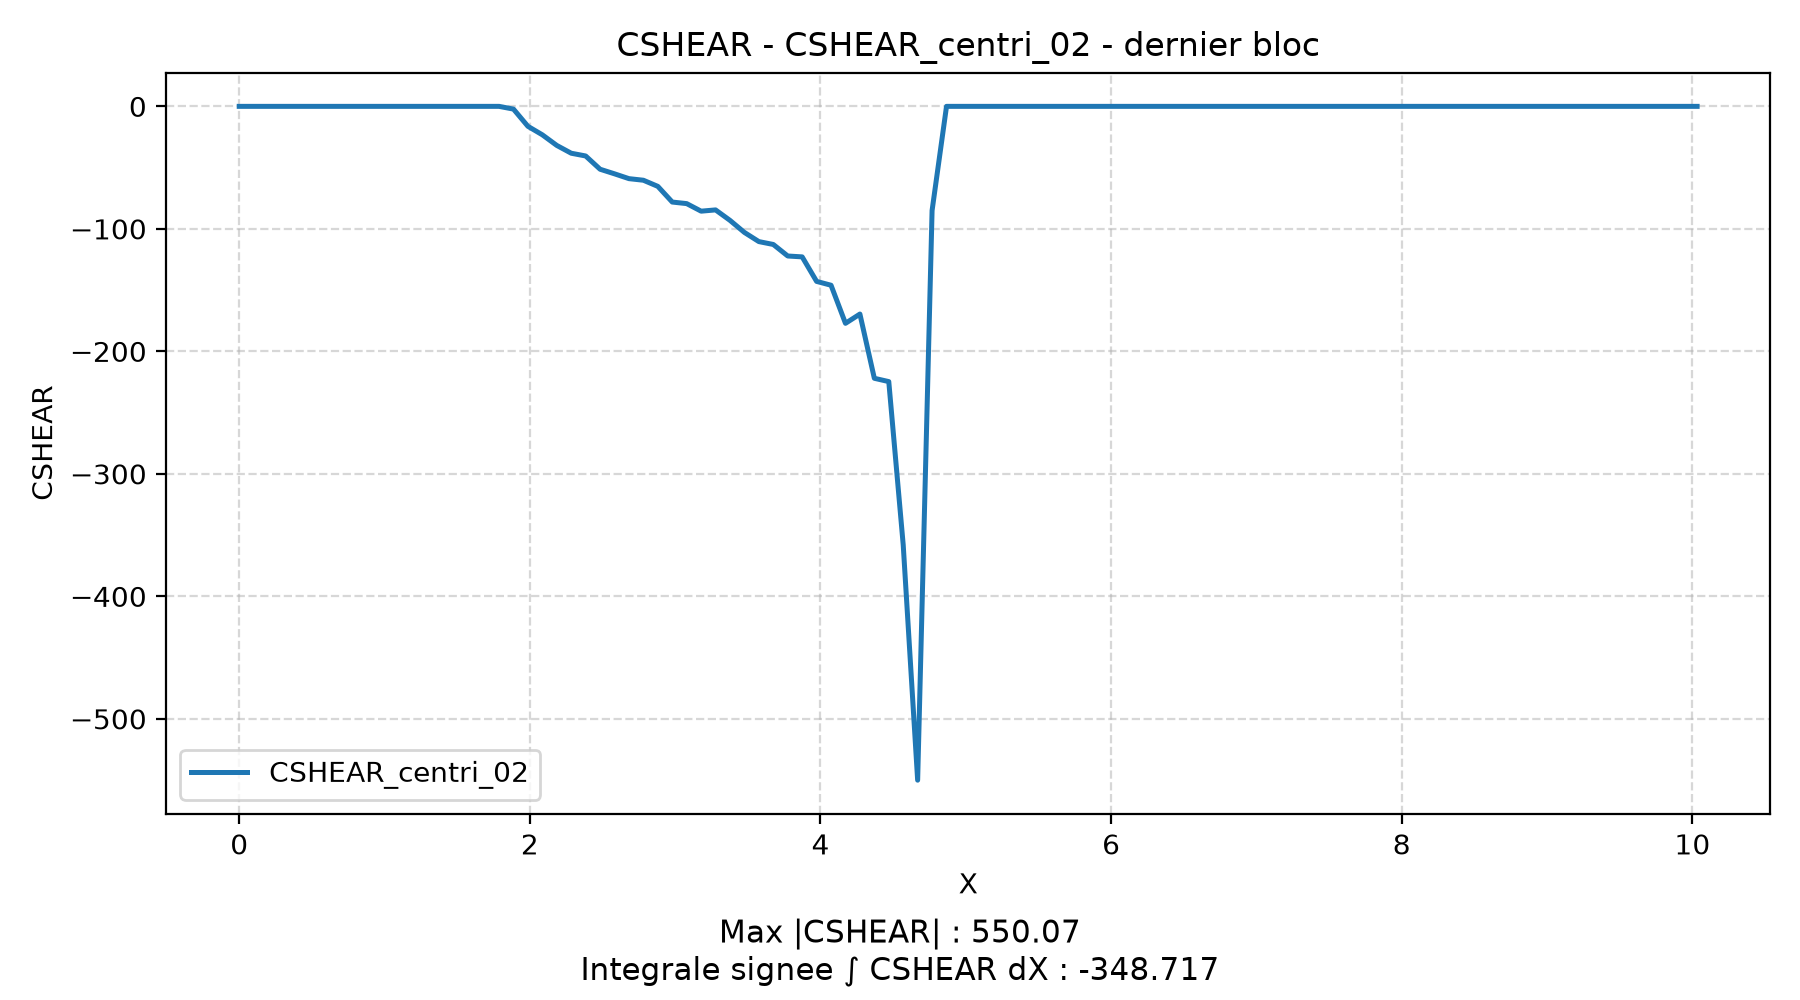 CSHEAR - CSHEAR_centri_02 - dernier bloc
CSHEAR
0
−100
−200
−300
−400
−500
CSHEAR_centri_02
0 2 4 6 8 10
X
Max |CSHEAR| : 550.07
Integrale signee ∫ CSHEAR dX : -348.717